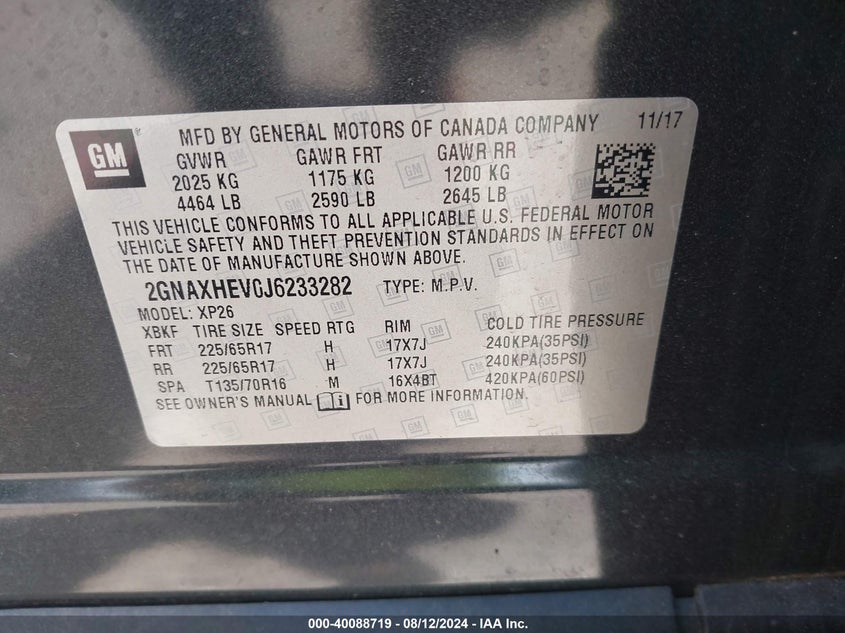 GM
MFD BY GENERAL MOTORS OF CANADA COMPANY 11/17
GVWR GAWR FRT GAWR RR
2025 KG 1175 KG 1200 KG
4464 LB 2590 LB 2645 LB
THIS VEHICLE CONFORMS TO ALL APPLICABLE U.S. FEDERAL MOTOR
VEHICLE SAFETY AND THEFT PREVENTION STANDARDS IN EFFECT ON
THE DATE OF MANUFACTURE SHOWN ABOVE.
2GNAXHEV0J6233282 TYPE: M.P.V.
MODEL: XP26
XBKF TIRE SIZE SPEED RTG RIM COLD TIRE PRESSURE
FRT 225/65R17 H 17X7J 240KPA(35PSI)
RR 225/65R17 H 17X7J 240KPA(35PSI)
SPA T135/70R16 M 16X4BT 420KPA(60PSI)
SEE OWNER'S MANUAL FOR MORE INFORMATION.
000-40088719 - 08/12/2024 - IAA Inc.